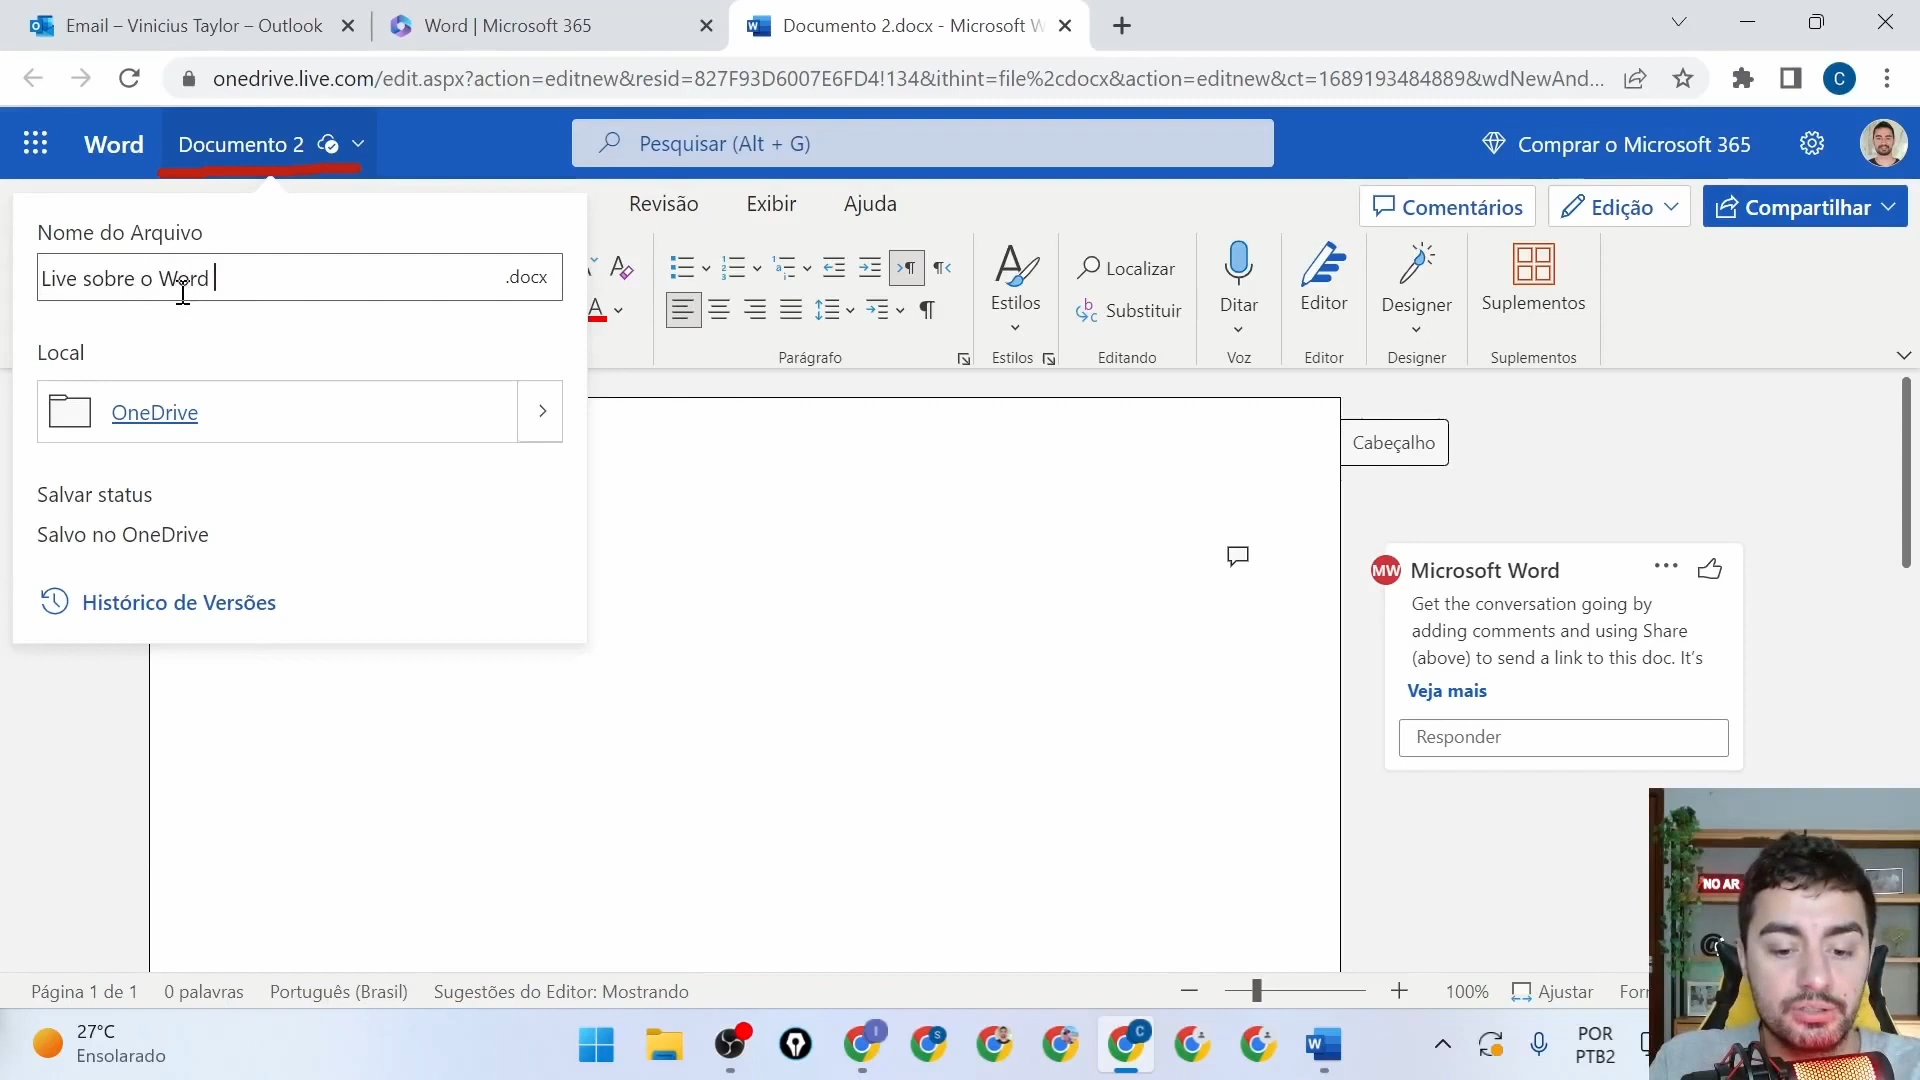 Email – Vinicius Taylor – Outlook
Word | Microsoft 365
Documento 2.docx - Microsoft W
onedrive.live.com/edit.aspx?action=editnew&resid=827F93D6007E6FD4!134&ithint=file%2cdocx&action=editnew&ct=1689193484889&wdNewAnd...
C
Word
Documento 2
Pesquisar (Alt + G)
Comprar o Microsoft 365
Revisão
Exibir
Ajuda
Comentários
Edição
Compartilhar
Nome do Arquivo
Live sobre o Word
.docx
Local
OneDrive
Salvar status
Salvo no OneDrive
Histórico de Versões
Localizar
Substituir
Estilos
Ditar
Editor
Designer
Suplementos
Parágrafo
Estilos
Editando
Voz
Editor
Designer
Suplementos
Cabeçalho
MW
Microsoft Word
Get the conversation going by
adding comments and using Share
(above) to send a link to this doc. It's
Veja mais
Responder
NO AR
Página 1 de 1
0 palavras
Português (Brasil)
Sugestões do Editor: Mostrando
100%
Ajustar
27°C
Ensolarado
POR
PTB2